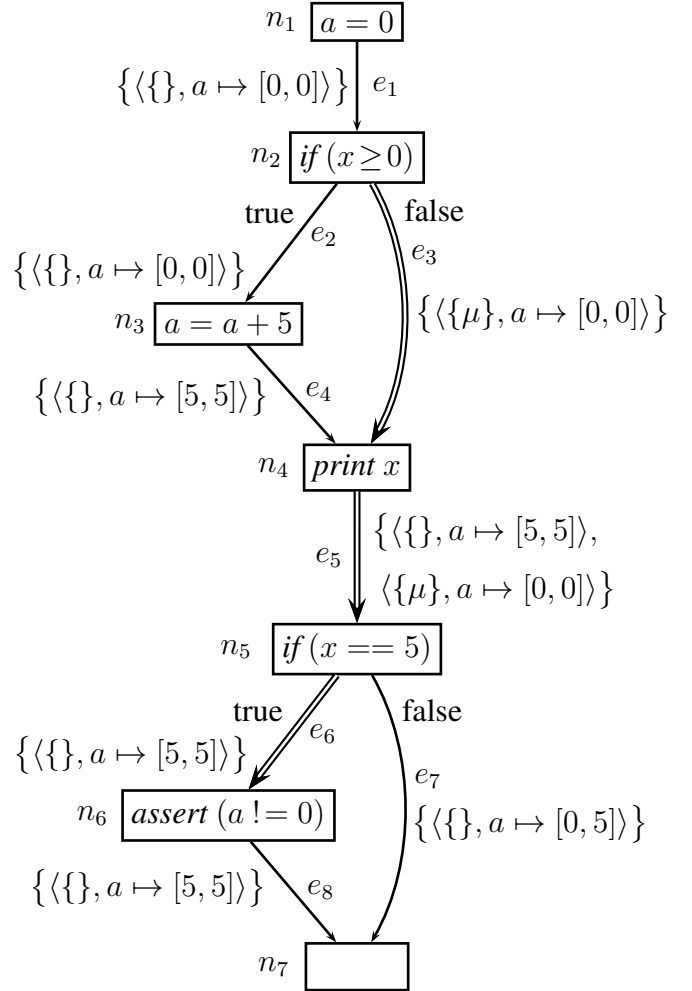 n₁ a = 0
{⟨{}, a ↦ [0, 0]⟩} e₁
n₂ if (x ≥ 0)
true false
e₂ e₃
{⟨{}, a ↦ [0, 0]⟩}
{⟨{μ}, a ↦ [0, 0]⟩}
n₃ a = a + 5
{⟨{}, a ↦ [5, 5]⟩} e₄
n₄ print x
{⟨{}, a ↦ [5, 5]⟩,
e₅
⟨{μ}, a ↦ [0, 0]⟩}
n₅ if (x == 5)
true false
e₆
{⟨{}, a ↦ [5, 5]⟩} e₇
n₆ assert (a != 0) {⟨{}, a ↦ [0, 5]⟩}
{⟨{}, a ↦ [5, 5]⟩} e₈
n₇